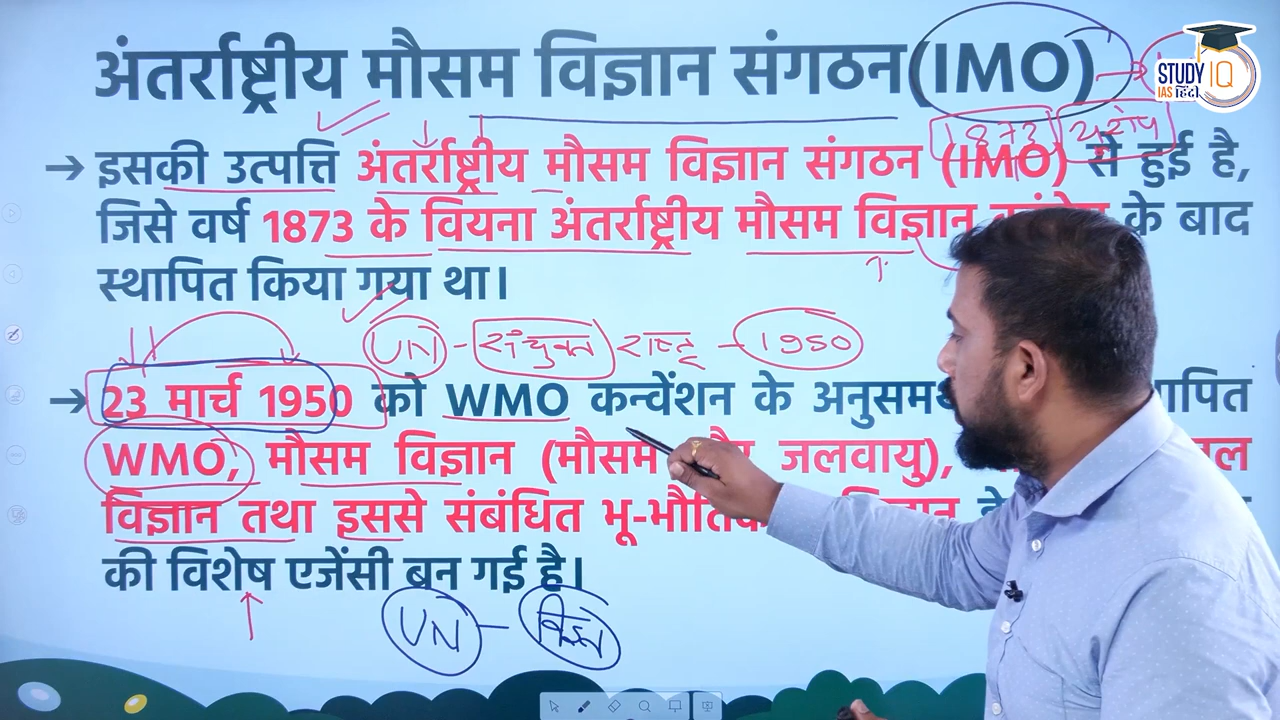 अंतर्राष्ट्रीय मौसम विज्ञान संगठन(IMO)
STUDY IQ
IAS हिंदी
1873 यूरोप
→ इसकी उत्पत्ति अंतर्राष्ट्रीय मौसम विज्ञान संगठन (IMO) से हुई है,
जिसे वर्ष 1873 के वियना अंतर्राष्ट्रीय मौसम विज्ञान के बाद
स्थापित किया गया था।
UN - संयुक्त राष्ट्र - 1950
→ 23 मार्च 1950 को WMO कन्वेंशन के
WMO, मौसम विज्ञान (मौसम जलवायु),
विज्ञान तथा इससे संबंधित
की विशेष एजेंसी बन गई है।
UN -